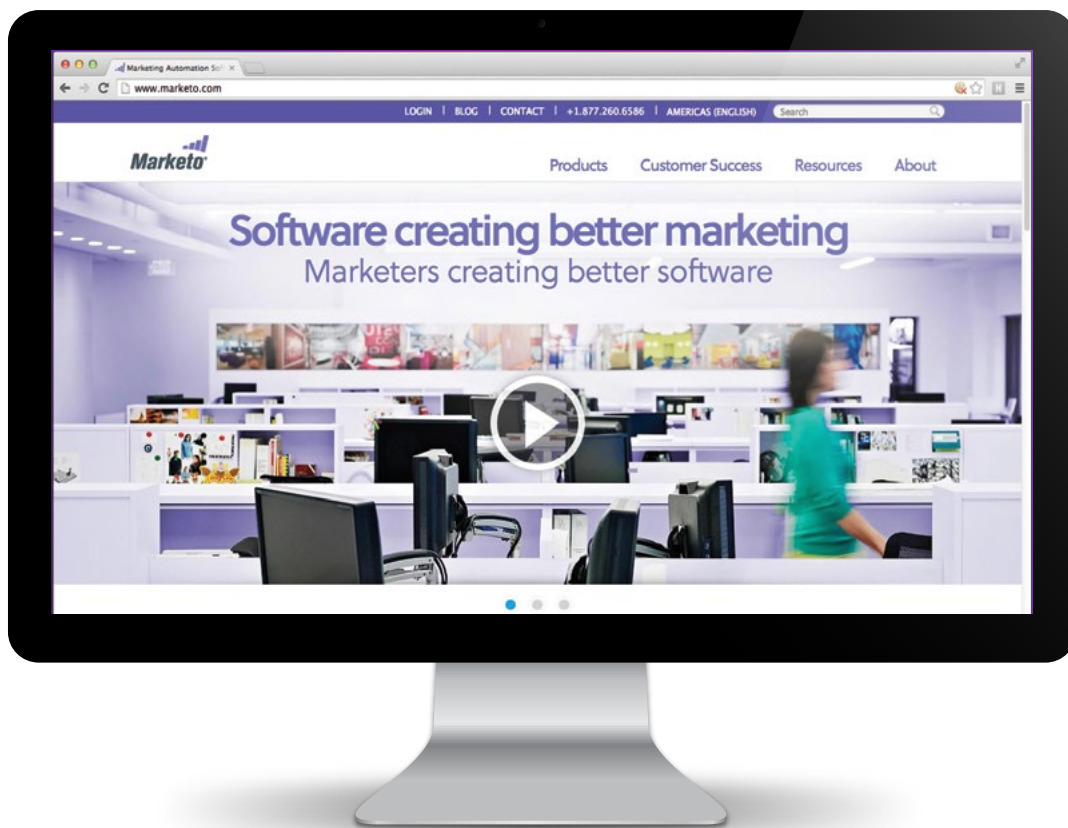 Marketing Automation Sof
www.marketo.com
LOGIN | BLOG | CONTACT | +1.877.260.6586 | AMERICAS (ENGLISH) Search
Marketo
Products Customer Success Resources About
Software creating better marketing
Marketers creating better software